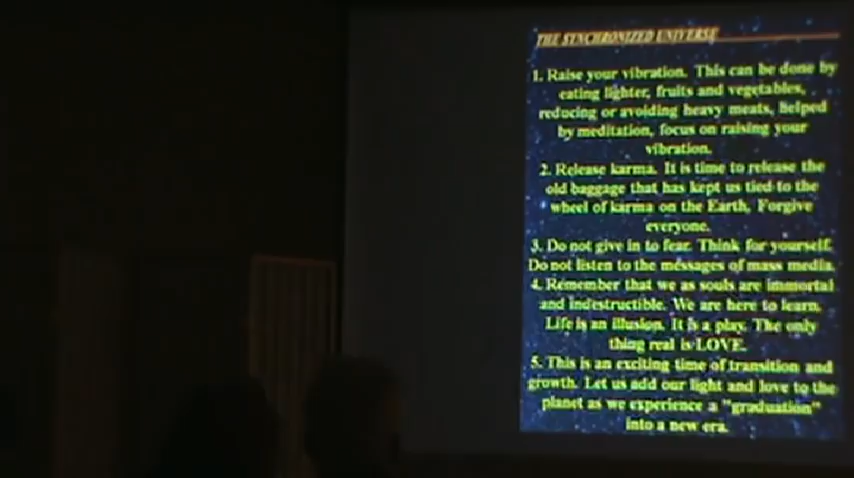 THE SYNCHRONIZED UNIVERSE
1. Raise your vibration. This can be done by
eating lighter, fruits and vegetables,
reducing or avoiding heavy meats, helped
by meditation, focus on raising your
vibration.
2. Release karma. It is time to release the
old baggage that has kept us tied to the
wheel of karma on the Earth, Forgive
everyone.
3. Do not give in to fear. Think for yourself.
Do not listen to the messages of mass media.
4. Remember that we as souls are immortal
and indestructible. We are here to learn.
Life is an illusion. It is a play. The only
thing real is LOVE.
5. This is an exciting time of transition and
growth. Let us add our light and love to the
planet as we experience a "graduation"
into a new era.